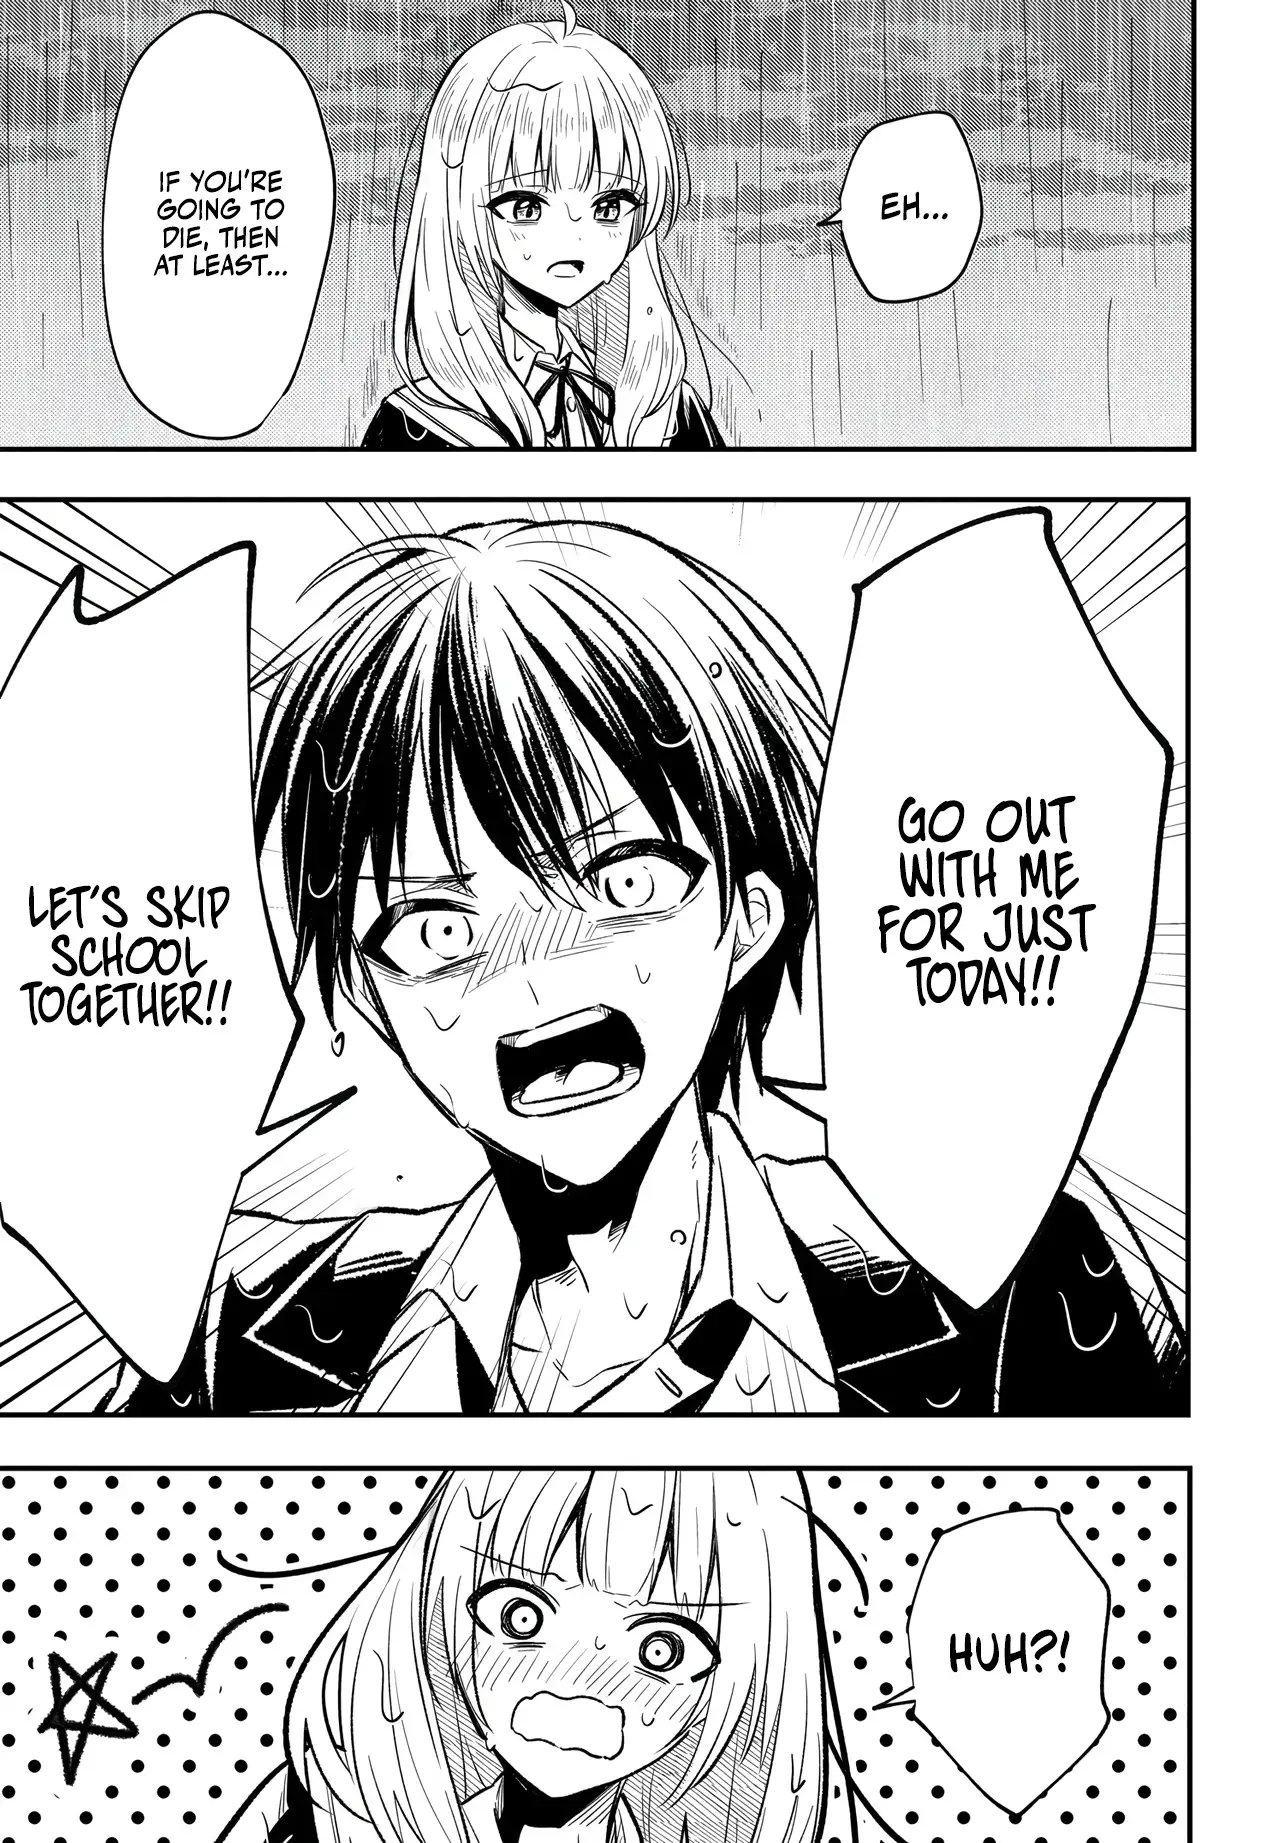 EH...
IF YOU'RE
GOING TO
DIE, THEN
AT LEAST...
GO OUT
WITH ME
FOR JUST
TODAY!!
LET'S SKIP
SCHOOL
TOGETHER!!
HUH?!